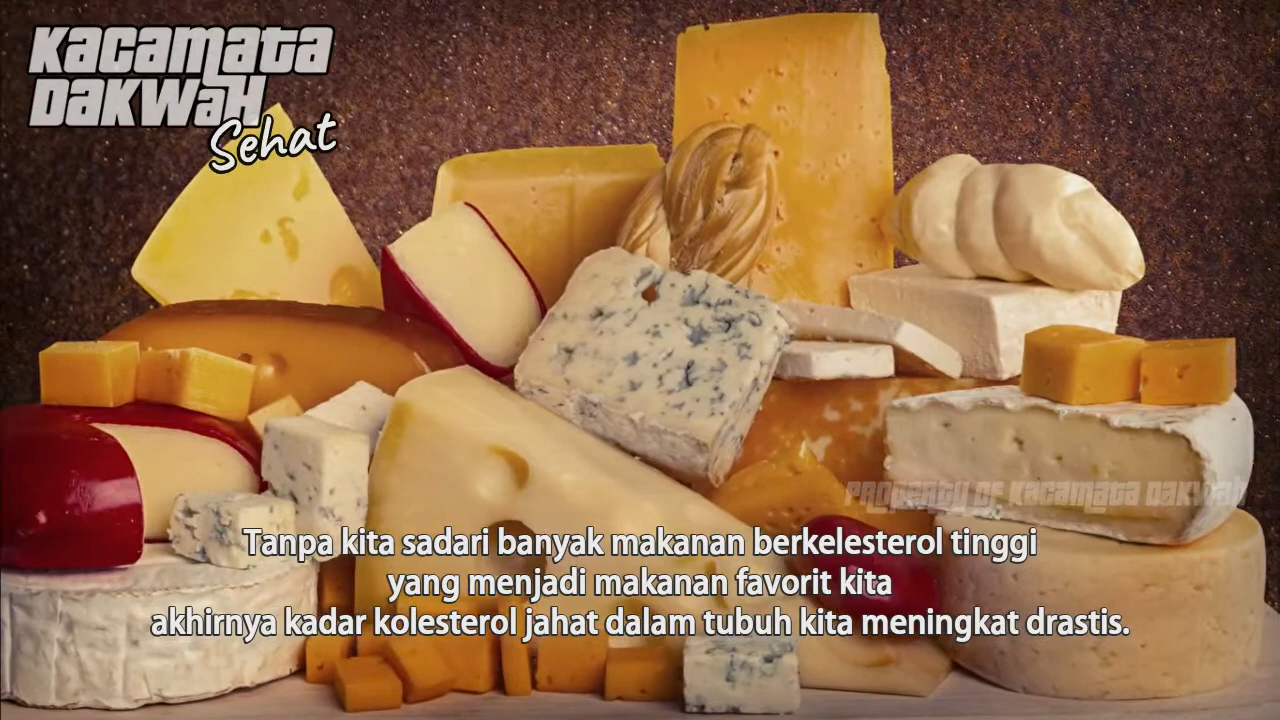 Kacamata
Dakwah
Sehat
PROPERTY OF KACAMATA DAKWAH
Tanpa kita sadari banyak makanan berkelesterol tinggi
yang menjadi makanan favorit kita
akhirnya kadar kolesterol jahat dalam tubuh kita meningkat drastis.